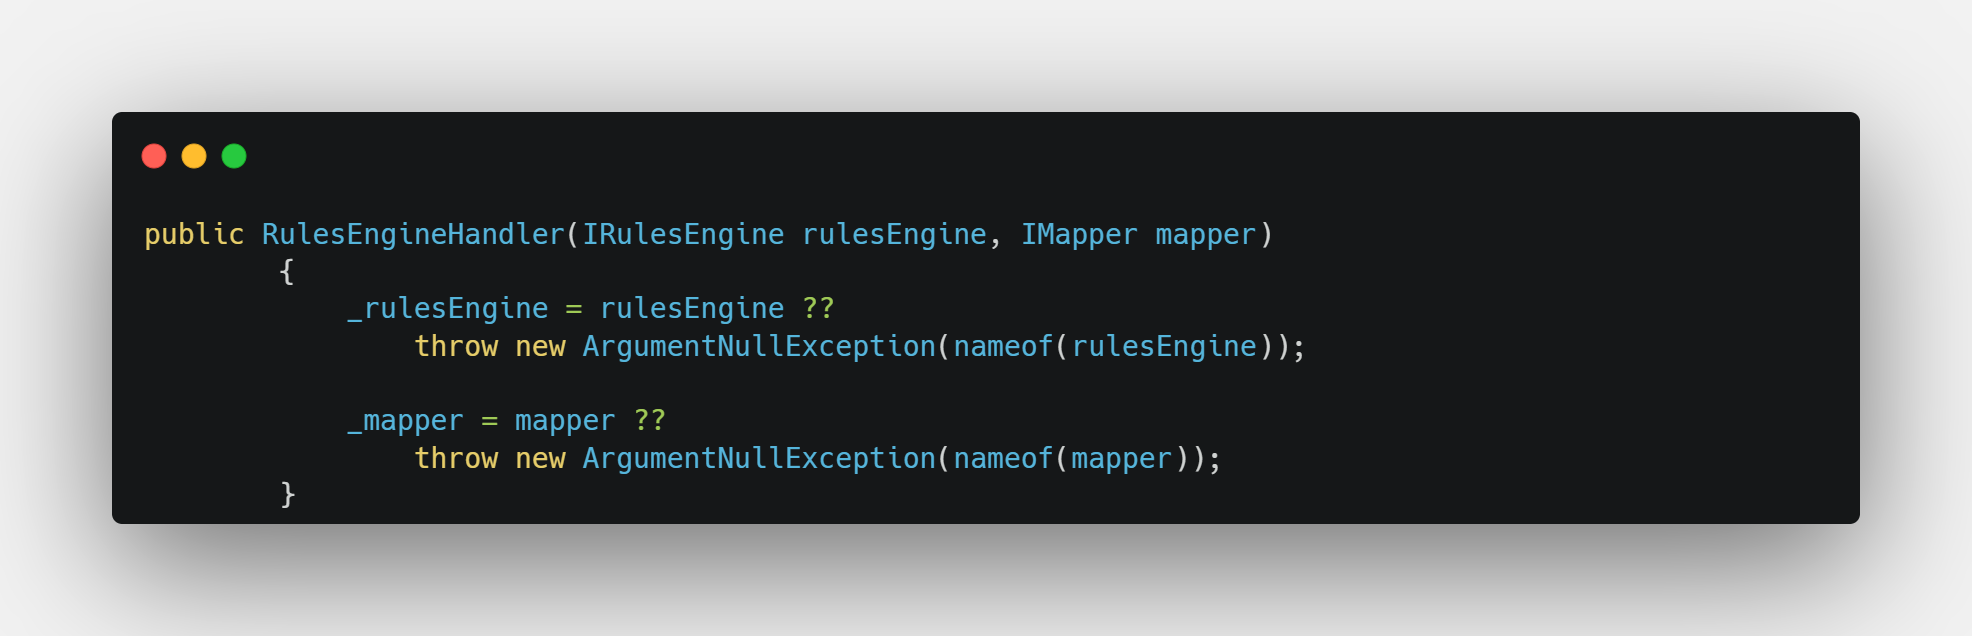 public RulesEngineHandler(IRulesEngine rulesEngine, IMapper mapper)
        {
            _rulesEngine = rulesEngine ??
                throw new ArgumentNullException(nameof(rulesEngine));

            _mapper = mapper ??
                throw new ArgumentNullException(nameof(mapper));
        }